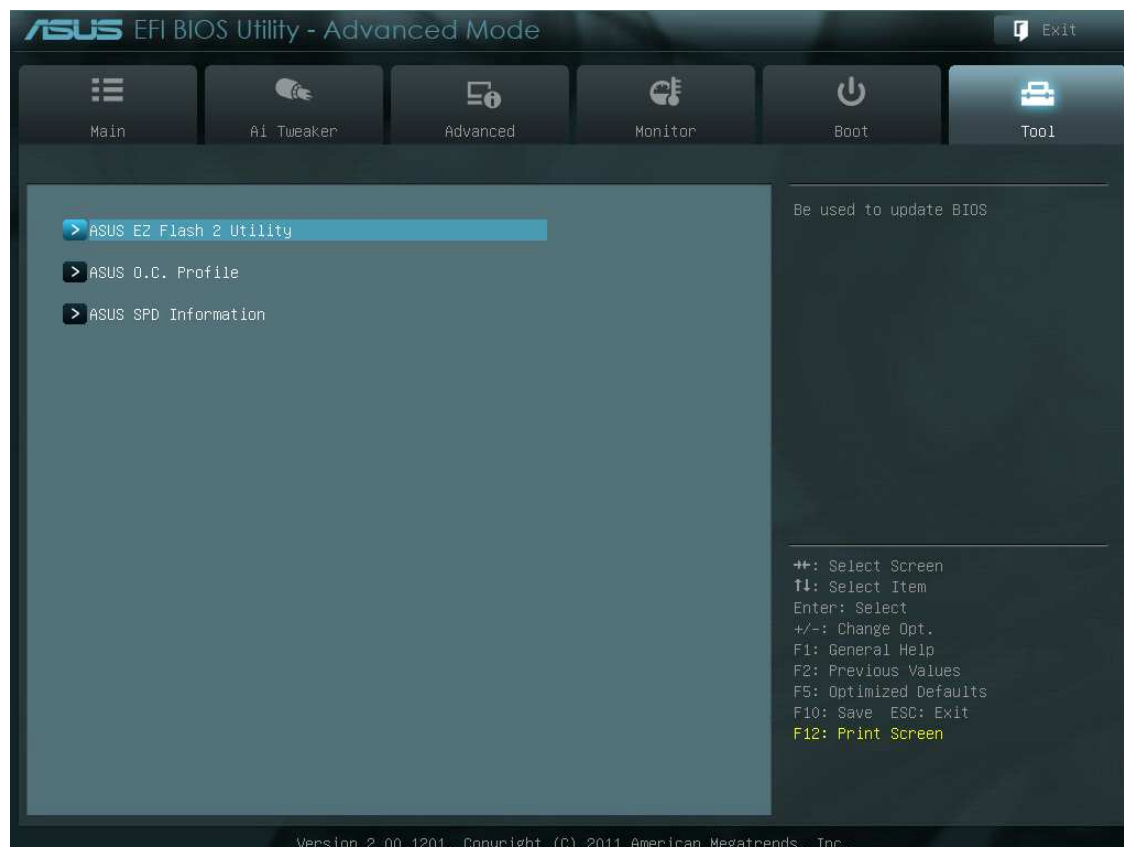 ASUS EFI BIOS Utility - Advanced Mode
Exit
Main
Ai Tweaker
Advanced
Monitor
Boot
Tool
ASUS EZ Flash 2 Utility
ASUS O.C. Profile
ASUS SPD Information
Be used to update BIOS
→←: Select Screen
↑↓: Select Item
Enter: Select
+/-: Change Opt.
F1: General Help
F2: Previous Values
F5: Optimized Defaults
F10: Save ESC: Exit
F12: Print Screen
Version 2.00.1201. Copyright (C) 2011 American Megatrends, Inc.